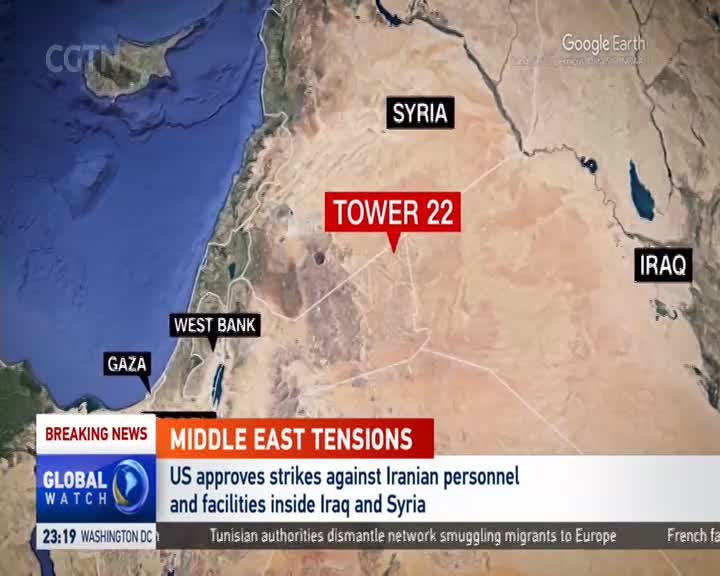 CGTN
Google Earth
SYRIA
TOWER 22
IRAQ
WEST BANK
GAZA
BREAKING NEWS
MIDDLE EAST TENSIONS
GLOBAL
WATCH
US approves strikes against Iranian personnel
and facilities inside Iraq and Syria
23:19 WASHINGTON DC
Tunisian authorities dismantle network smuggling migrants to Europe
French